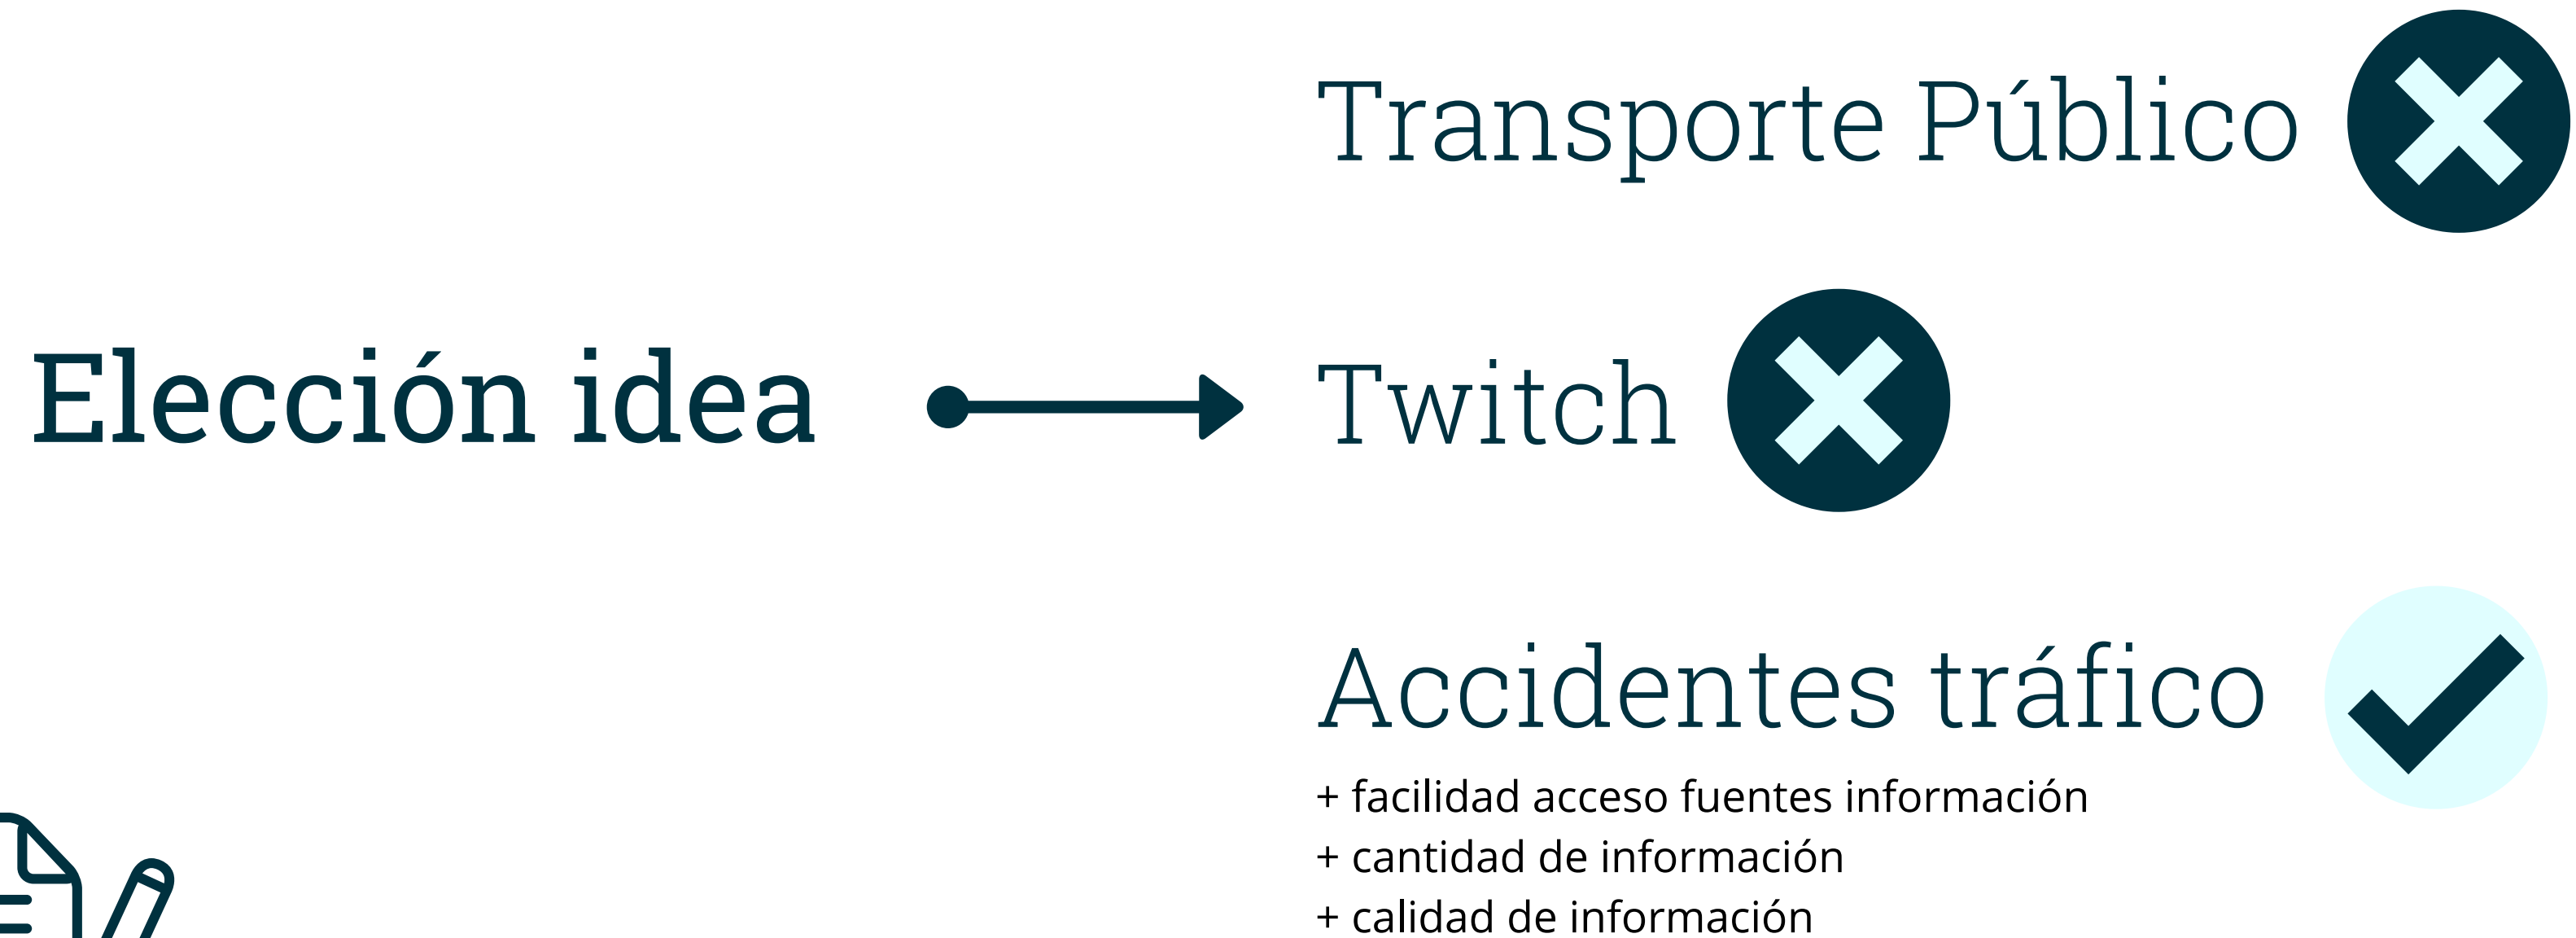 Transporte Público
Elección idea
Twitch
Accidentes tráfico
+ facilidad acceso fuentes información
+ cantidad de información
+ calidad de información